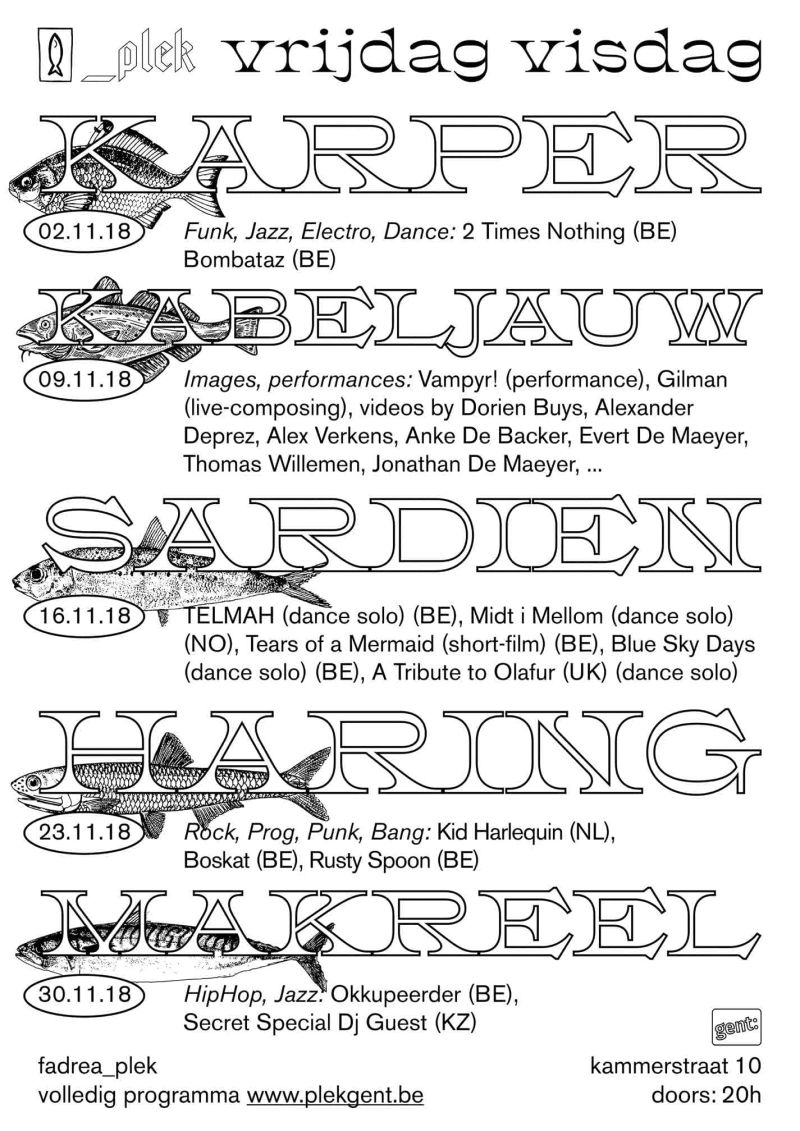 _plek vrijdag visdag
KARPER
02.11.18
Funk, Jazz, Electro, Dance: 2 Times Nothing (BE)
Bombataz (BE)
KABELJAUW
09.11.18
Images, performances: Vampyr! (performance), Gilman
(live-composing), videos by Dorien Buys, Alexander
Deprez, Alex Verkens, Anke De Backer, Evert De Maeyer,
Thomas Willemen, Jonathan De Maeyer, ...
SARDIEN
16.11.18
TELMAH (dance solo) (BE), Midt i Mellom (dance solo)
(NO), Tears of a Mermaid (short-film) (BE), Blue Sky Days
(dance solo) (BE), A Tribute to Olafur (UK) (dance solo)
HARING
23.11.18
Rock, Prog, Punk, Bang: Kid Harlequin (NL),
Boskat (BE), Rusty Spoon (BE)
MAKREEL
30.11.18
HipHop, Jazz: Okkupeerder (BE),
Secret Special Dj Guest (KZ)
gent:
fadrea_plek
volledig programma www.plekgent.be
kammerstraat 10
doors: 20h